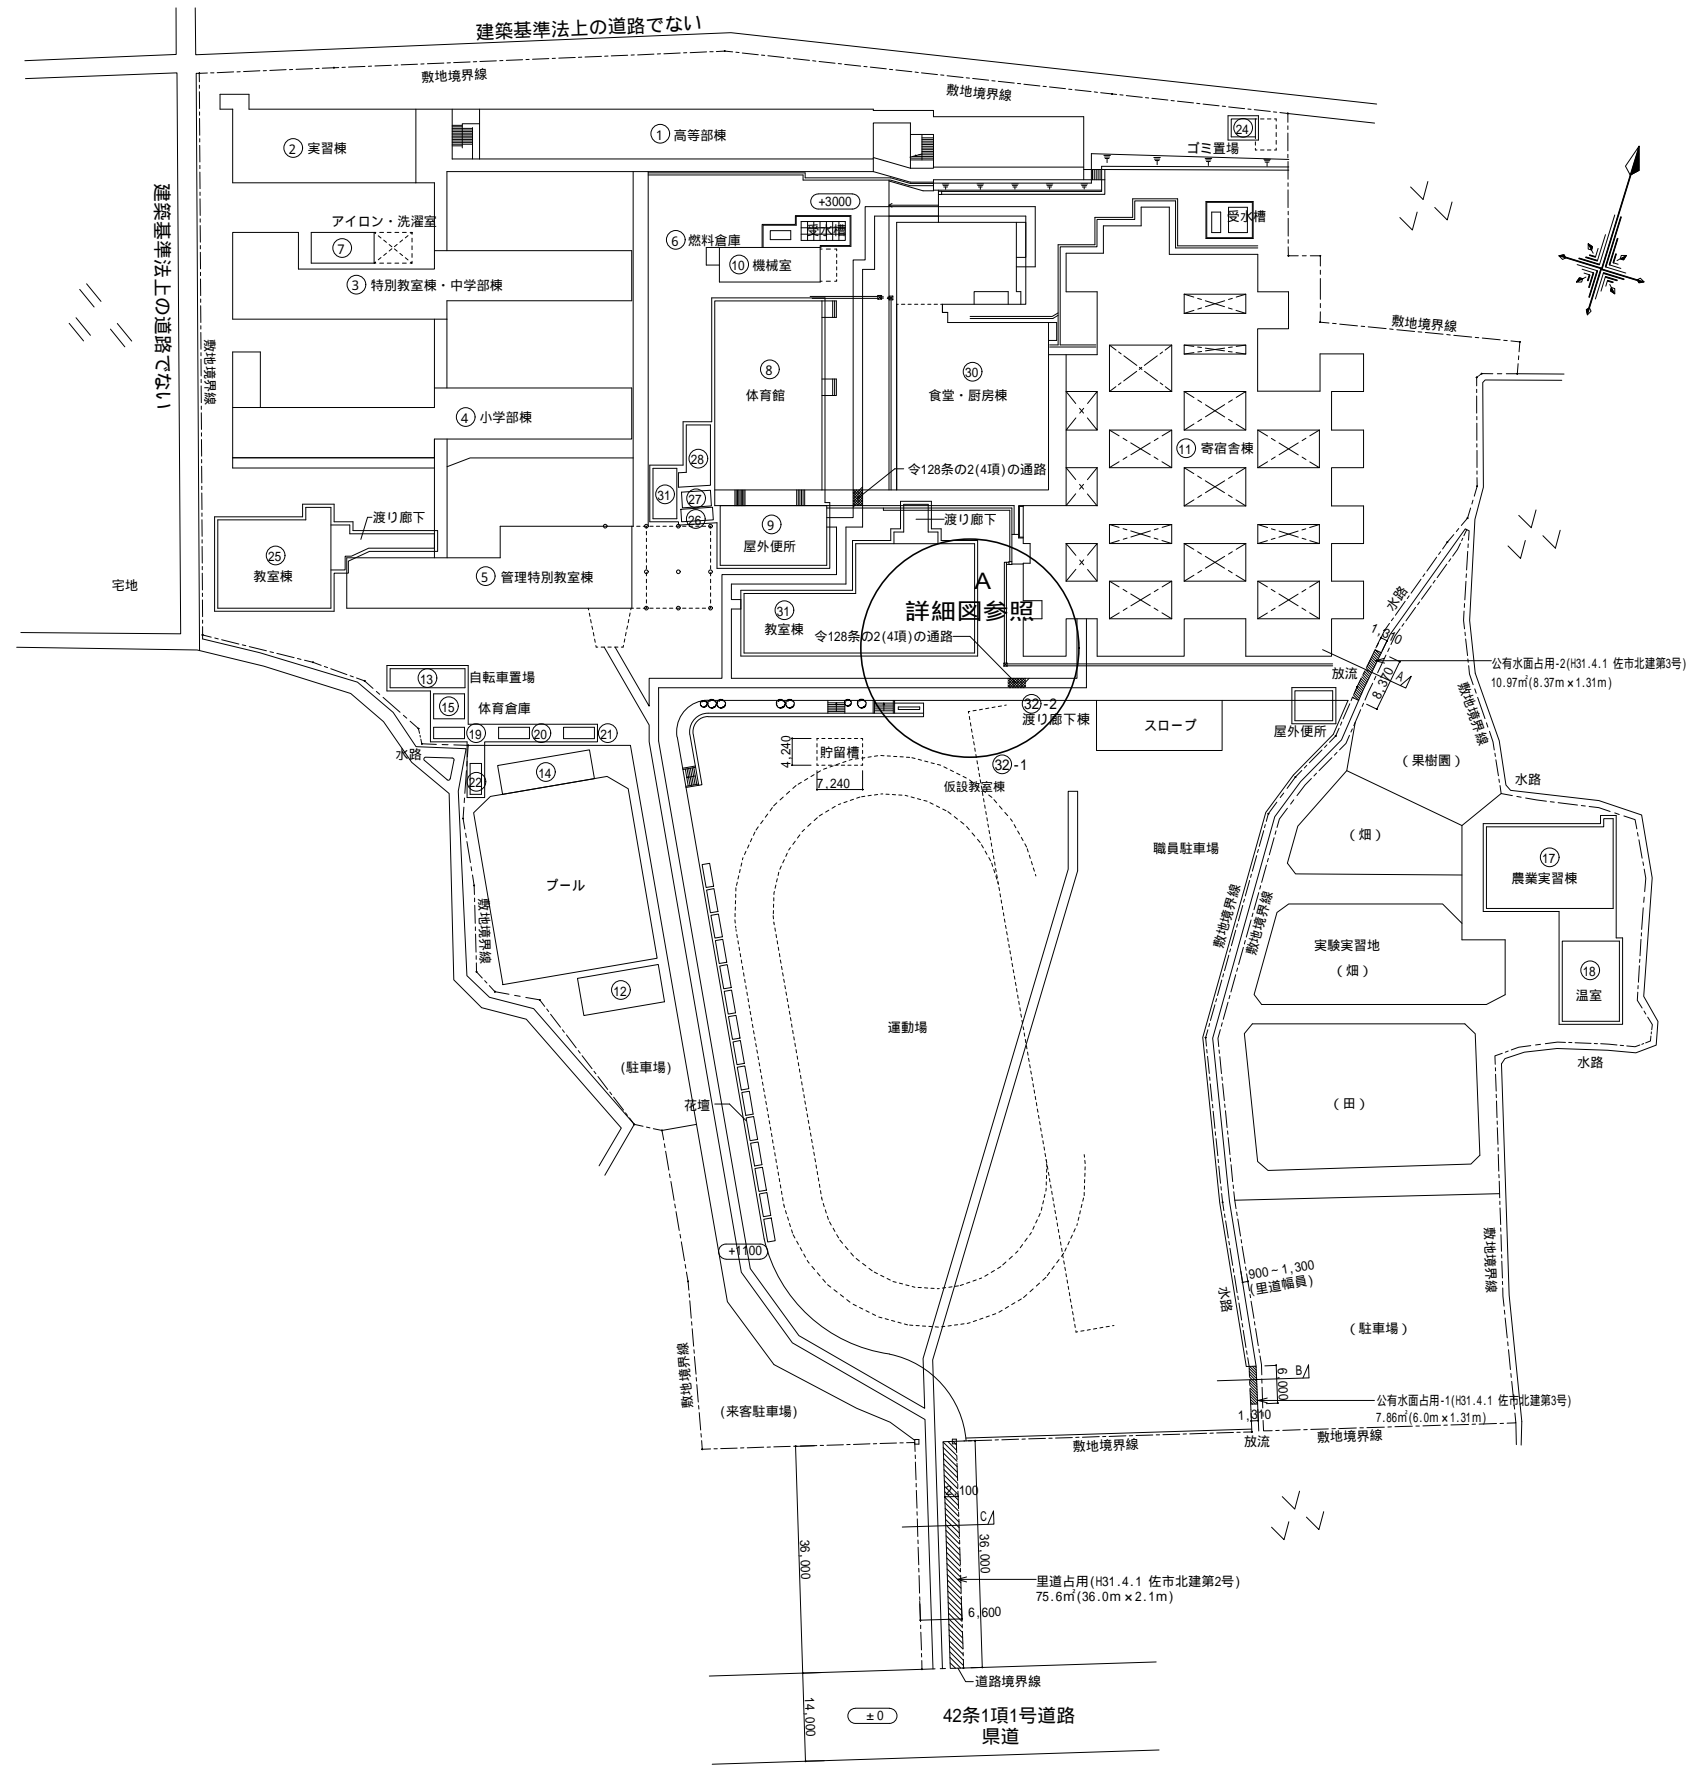 建築基準法上の道路でない
敷地境界線
敷地境界線
24
ゴミ置場
② 実習棟
① 高等部棟
建築基準法上の道路でない
敷地境界線
アイロン・洗濯室
⑦
③ 特別教室棟・中学部棟
+3000
受水槽
⑥ 燃料倉庫
⑩ 機械室
受水槽
敷地境界線
⑧
体育館
㉚
食堂・厨房棟
④ 小学部棟
⑪ 寄宿舎棟
28
令128条の2(4項)の通路
31
27
26
⑨
屋外便所
渡り廊下
渡り廊下
25
教室棟
⑤ 管理特別教室棟
宅地
A
詳細図参照
31
教室棟
令128条の2(4項)の通路
水路
1,310
放流
8.370
A
公有水面占用-2(H31.4.1 佐市北建第3号)
10.97㎡(8.37m×1.31m)
敷地境界線
⑬ 自転車置場
⑮ 体育倉庫
⑲
⑳
21
水路
22
⑭
32-2
渡り廊下棟
スロープ
屋外便所
4,240
貯留槽
7,240
32-1
仮設教室棟
(果樹園)
水路
プール
敷地境界線
職員駐車場
(畑)
⑰
農業実習棟
敷地境界線
敷地境界線
実験実習地
(畑)
⑱
温室
⑫
運動場
(駐車場)
花壇
水路
(田)
+1100
敷地境界線
900~1,300
(里道幅員)
水路
敷地境界線
(駐車場)
敷地境界線
(来客駐車場)
B
6,000
公有水面占用-1(H31.4.1 佐市北建第3号)
7.86㎡(6.0m×1.31m)
1,310
放流
敷地境界線
敷地境界線
2,100
C
36,000
36,000
里道占用(H31.4.1 佐市北建第2号)
75.6㎡(36.0m×2.1m)
6,600
道路境界線
14,000
±0
42条1項1号道路
県道